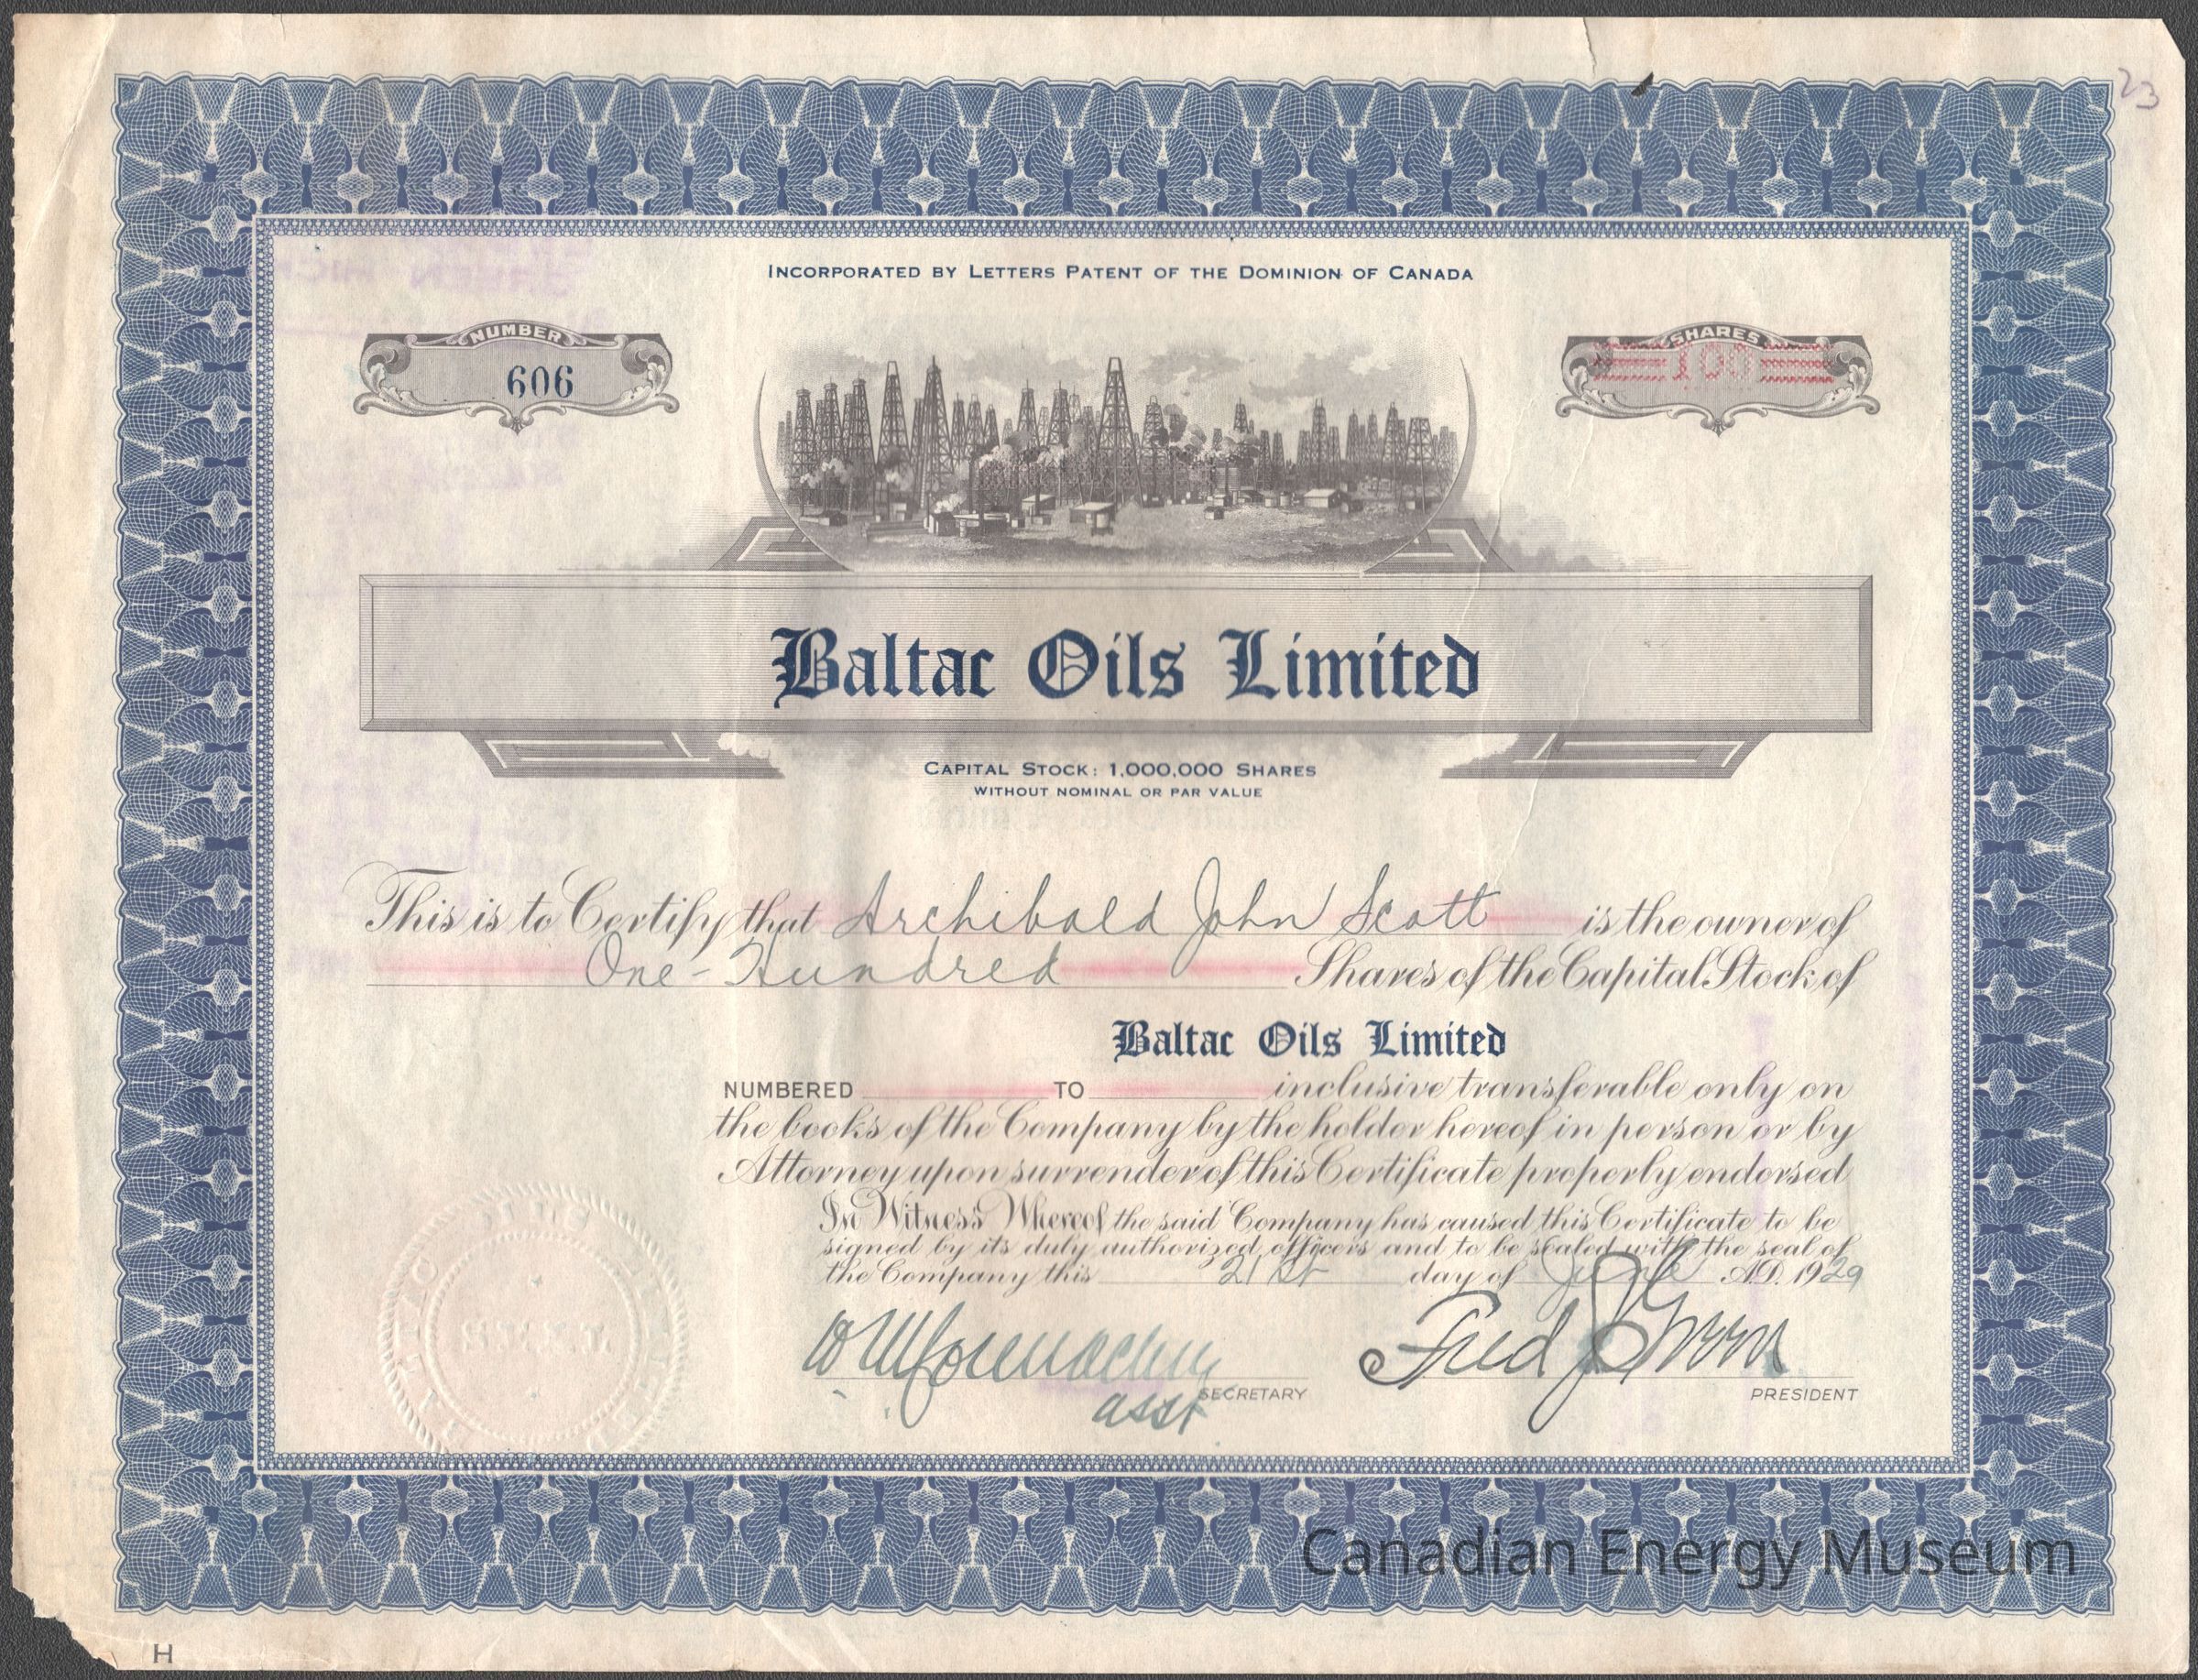 23
INCORPORATED BY LETTERS PATENT OF THE DOMINION OF CANADA
NUMBER
606
SHARES
100
Baltac Oils Limited
CAPITAL STOCK: 1,000,000 SHARES
WITHOUT NOMINAL OR PAR VALUE
This is to Certify that Archibald John Scott is the owner of
One-Hundred Shares of the Capital Stock of
Baltac Oils Limited
NUMBERED TO inclusive transferable only on
the books of the Company by the holder hereof in person or by
Attorney upon surrender of this Certificate properly endorsed
In Witness Whereof the said Company has caused this Certificate to be
signed by its duly authorized officers and to be sealed with the seal of
the Company this 21st day of June A.D. 1929
Fred
asst SECRETARY
PRESIDENT
Canadian Energy Museum
H